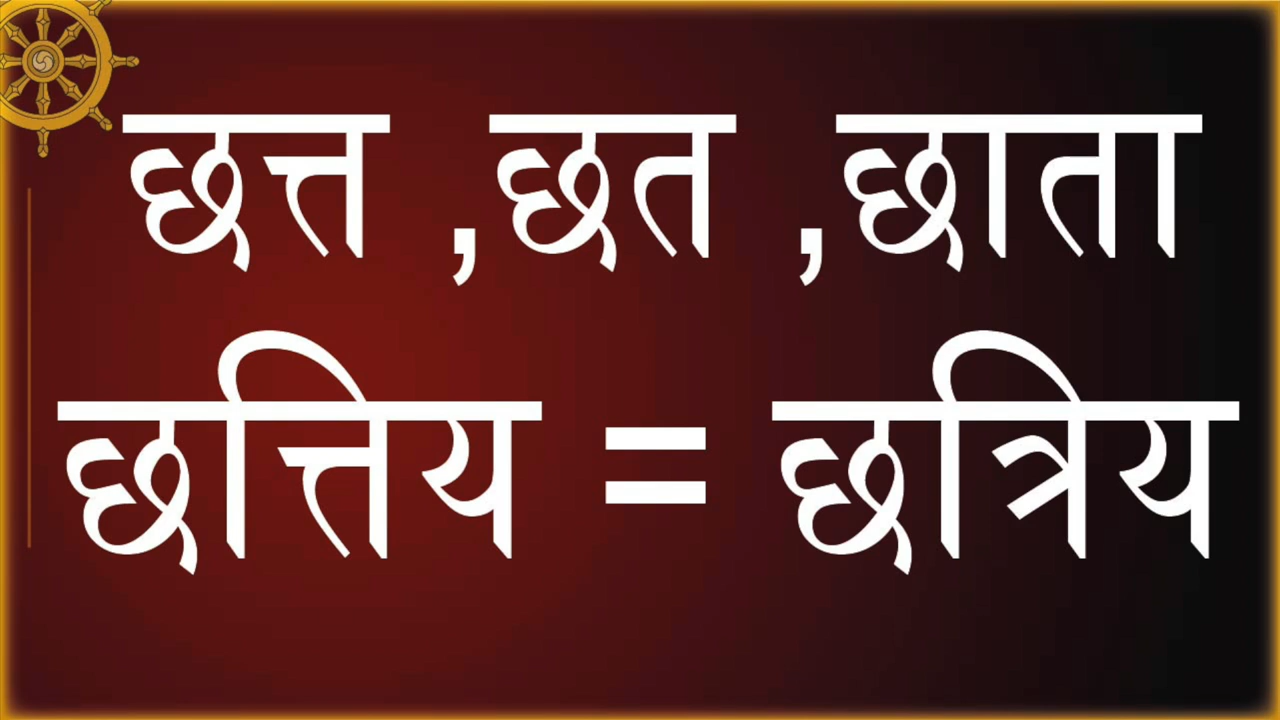 छत्त ,छत ,छाता
छत्तिय = छत्रिय